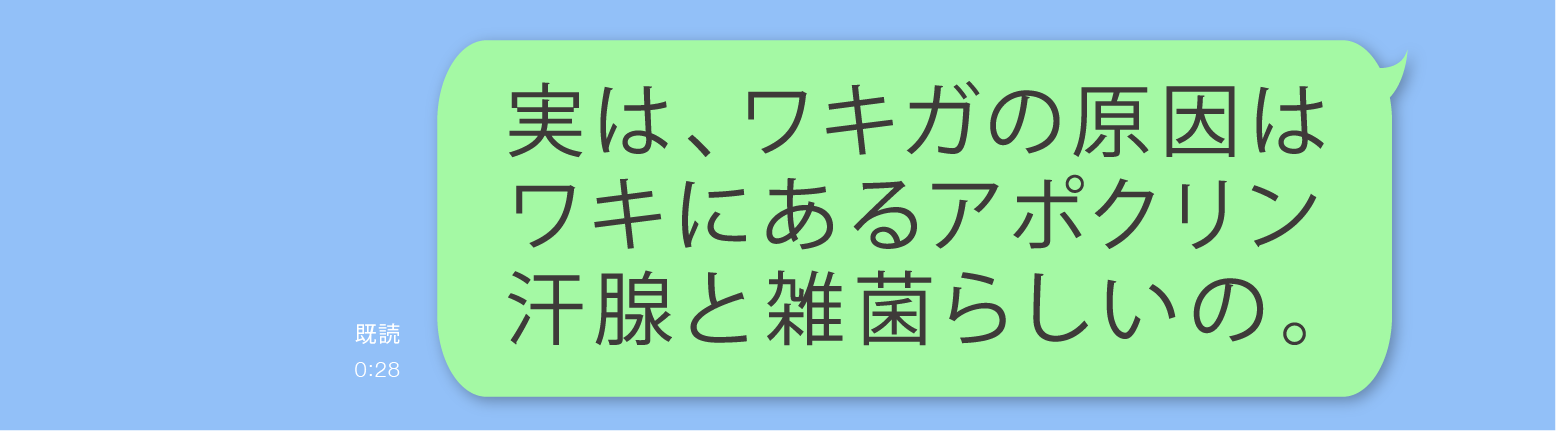 実は、ワキガの原因は
ワキにあるアポクリン
汗腺と雑菌らしいの。
既読
0:28